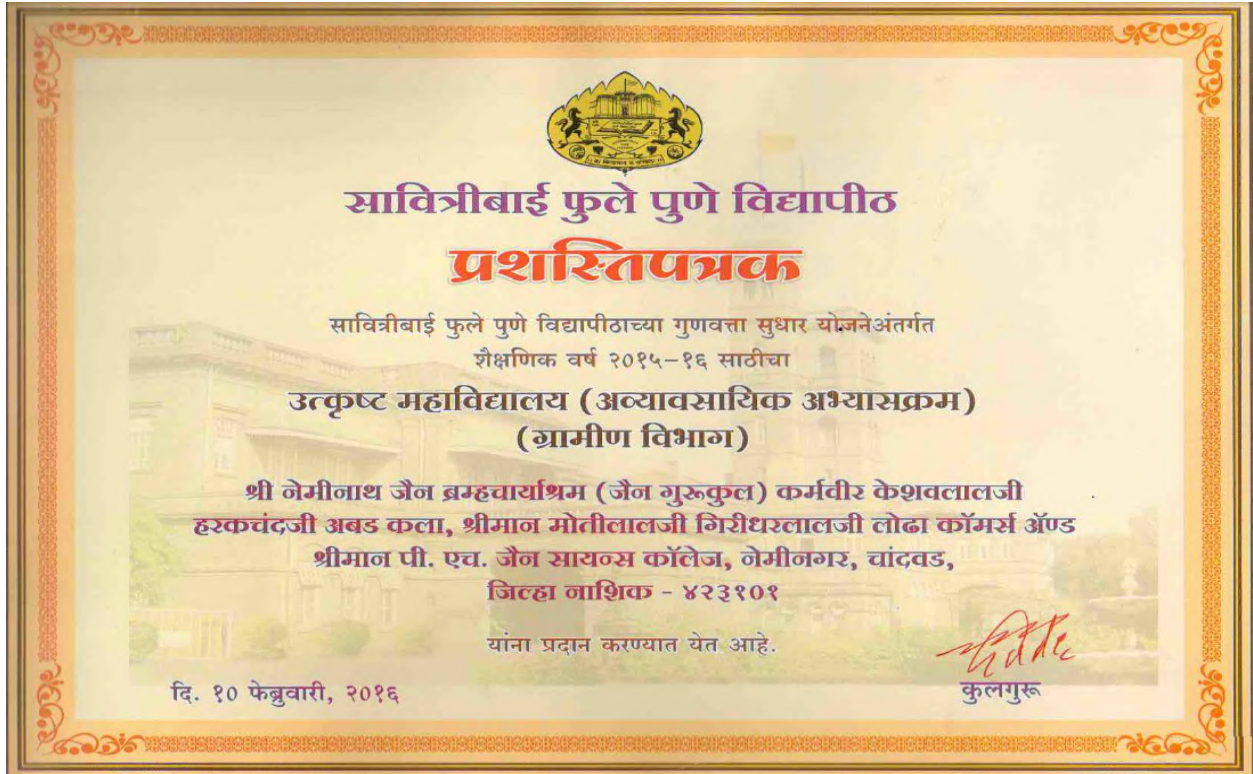 सावित्रीबाई फुले पुणे विद्यापीठ
प्रशस्तिपत्रक
सावित्रीबाई फुले पुणे विद्यापीठाच्या गुणवत्ता सुधार योजनेअंतर्गत
शैक्षणिक वर्ष २०१५-१६ साठीचा
उत्कृष्ट महाविद्यालय (अव्यावसायिक अभ्यासक्रम)
(ग्रामीण विभाग)
श्री नेमीनाथ जैन ब्रम्हचार्याश्रम (जैन गुरूकुल) कर्मवीर केशवलालजी
हरकचंदजी अबड कला, श्रीमान मोतीलालजी गिरीधरलालजी लोढा कॉमर्स ॲण्ड
श्रीमान पी. एच. जैन सायन्स कॉलेज, नेमीनगर, चांदवड,
जिल्हा नाशिक - ४२३१०१
यांना प्रदान करण्यात येत आहे.
दि. १० फेब्रुवारी, २०१६
कुलगुरू